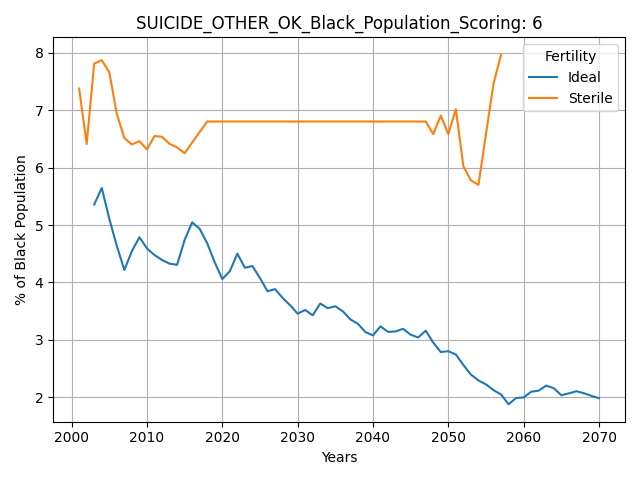 SUICIDE_OTHER_OK_Black_Population_Scoring: 6
Fertility
Ideal
Sterile
% of Black Population
8
7
6
5
4
3
2
2000 2010 2020 2030 2040 2050 2060 2070
Years